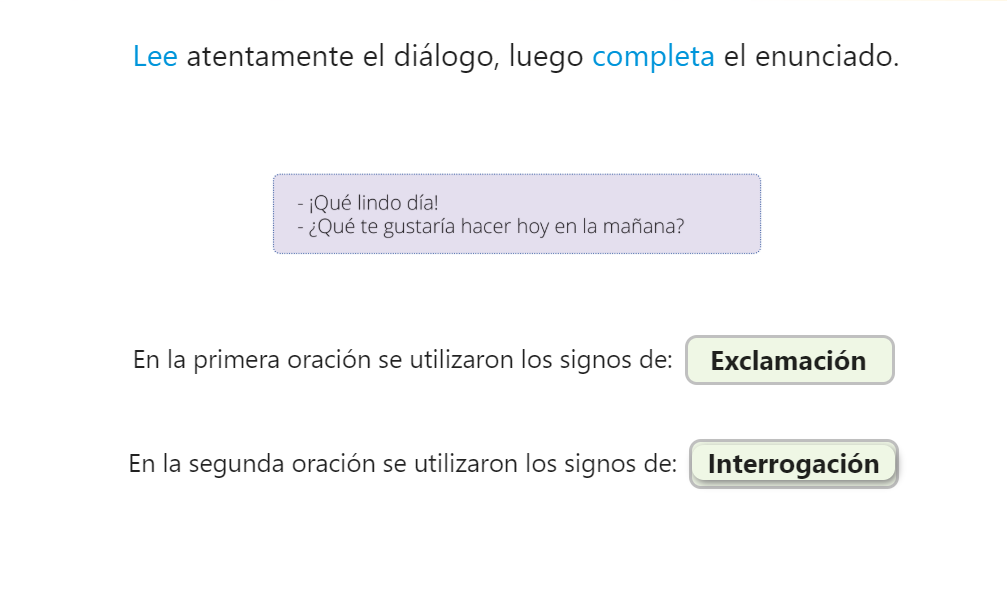 Lee atentamente el diálogo, luego completa el enunciado.
- ¡Qué lindo día!
- ¿Qué te gustaría hacer hoy en la mañana?
En la primera oración se utilizaron los signos de: Exclamación
En la segunda oración se utilizaron los signos de: Interrogación